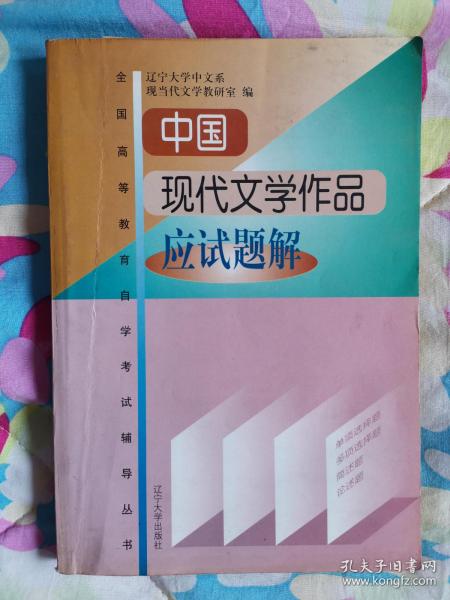 全国高等教育自学考试辅导丛书
辽宁大学中文系
现当代文学教研室 编
中国
现代文学作品
应试题解
单项选择题
多项选择题
简述题
论述题
辽宁大学出版社
孔夫子旧书网
www.kongfz.com